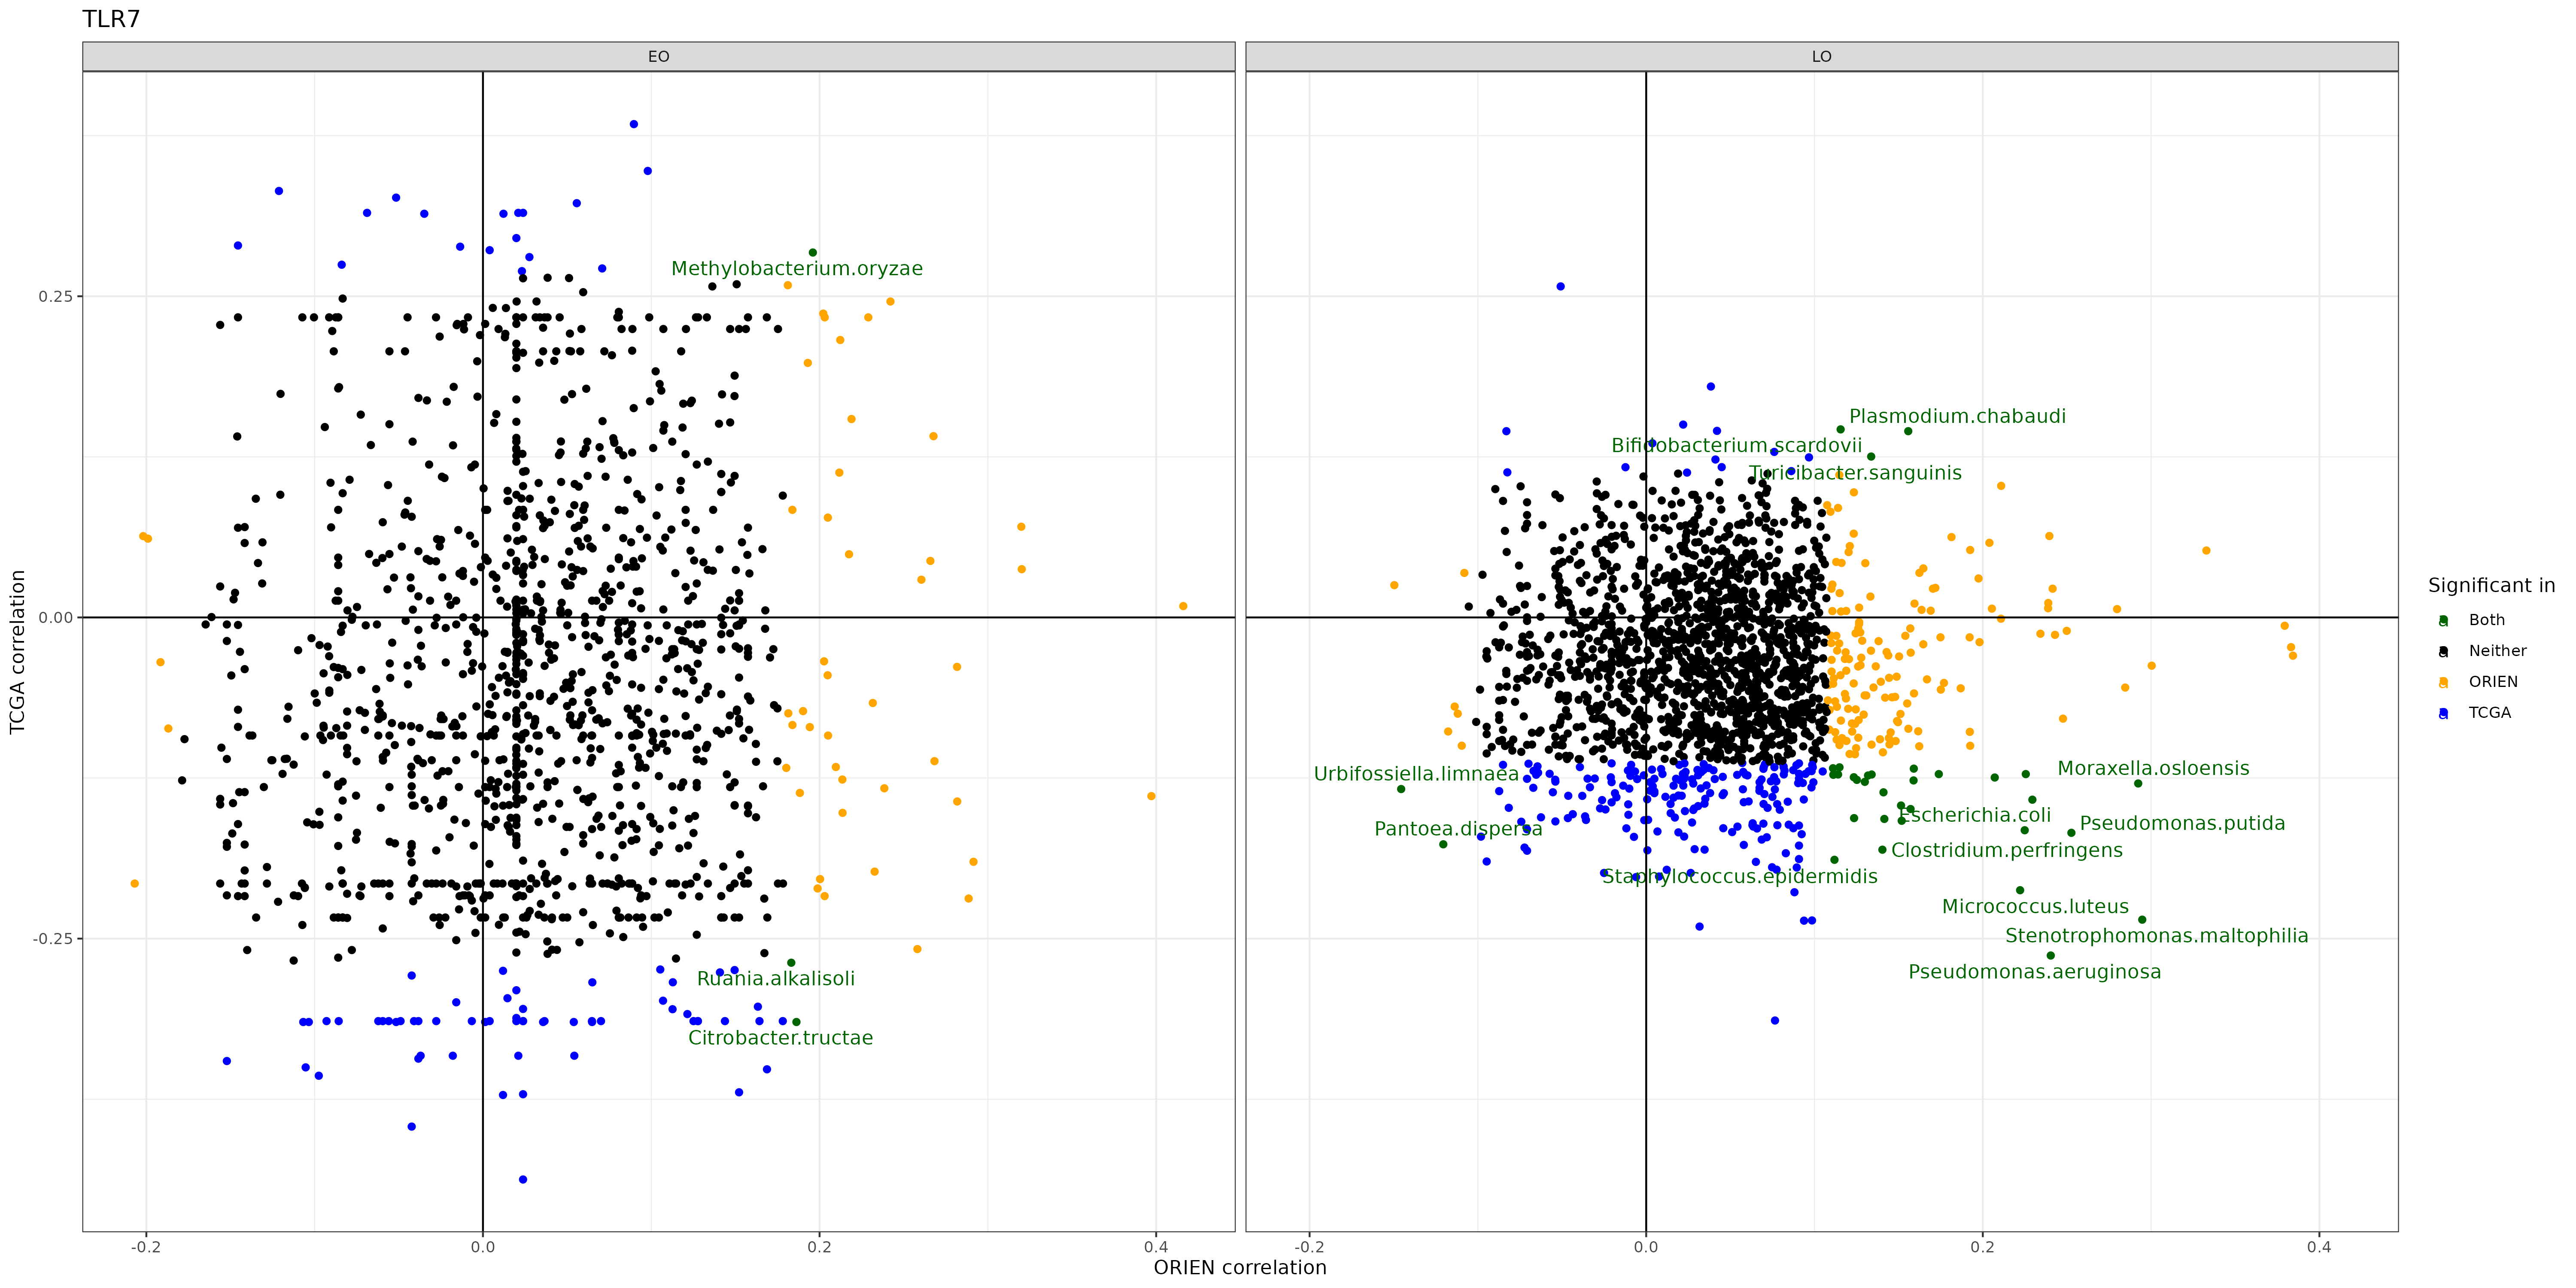 TLR7
EO
LO
Methylobacterium.oryzae
Ruania.alkalisoli
Citrobacter.tructae
Plasmodium.chabaudi
Bifidobacterium.scardovii
Turicibacter.sanguinis
Urbifossiella.limnaea
Moraxella.osloensis
Escherichia.coli
Pseudomonas.putida
Pantoea.dispersa
Clostridium.perfringens
Staphylococcus.epidermidis
Micrococcus.luteus
Stenotrophomonas.maltophilia
Pseudomonas.aeruginosa
0.25
0.00
-0.25
TCGA correlation
-0.2 0.0 0.2 0.4
-0.2 0.0 0.2 0.4
ORIEN correlation
Significant in
a Both
a Neither
a ORIEN
a TCGA